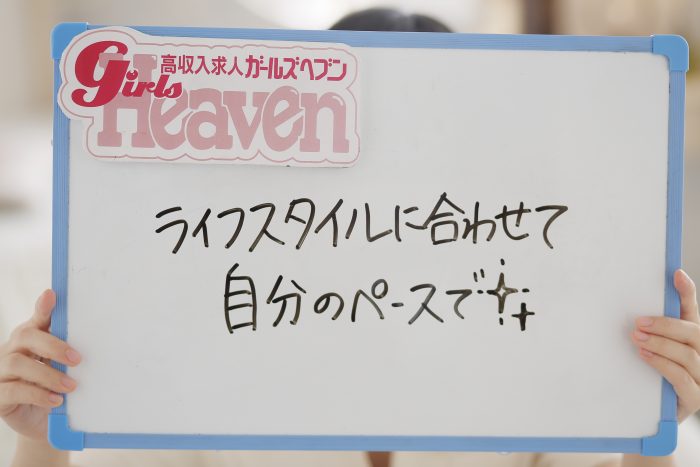 高収入求人ガールズヘブン
Girls
Heaven
ライフスタイルに合わせて
自分のペースで